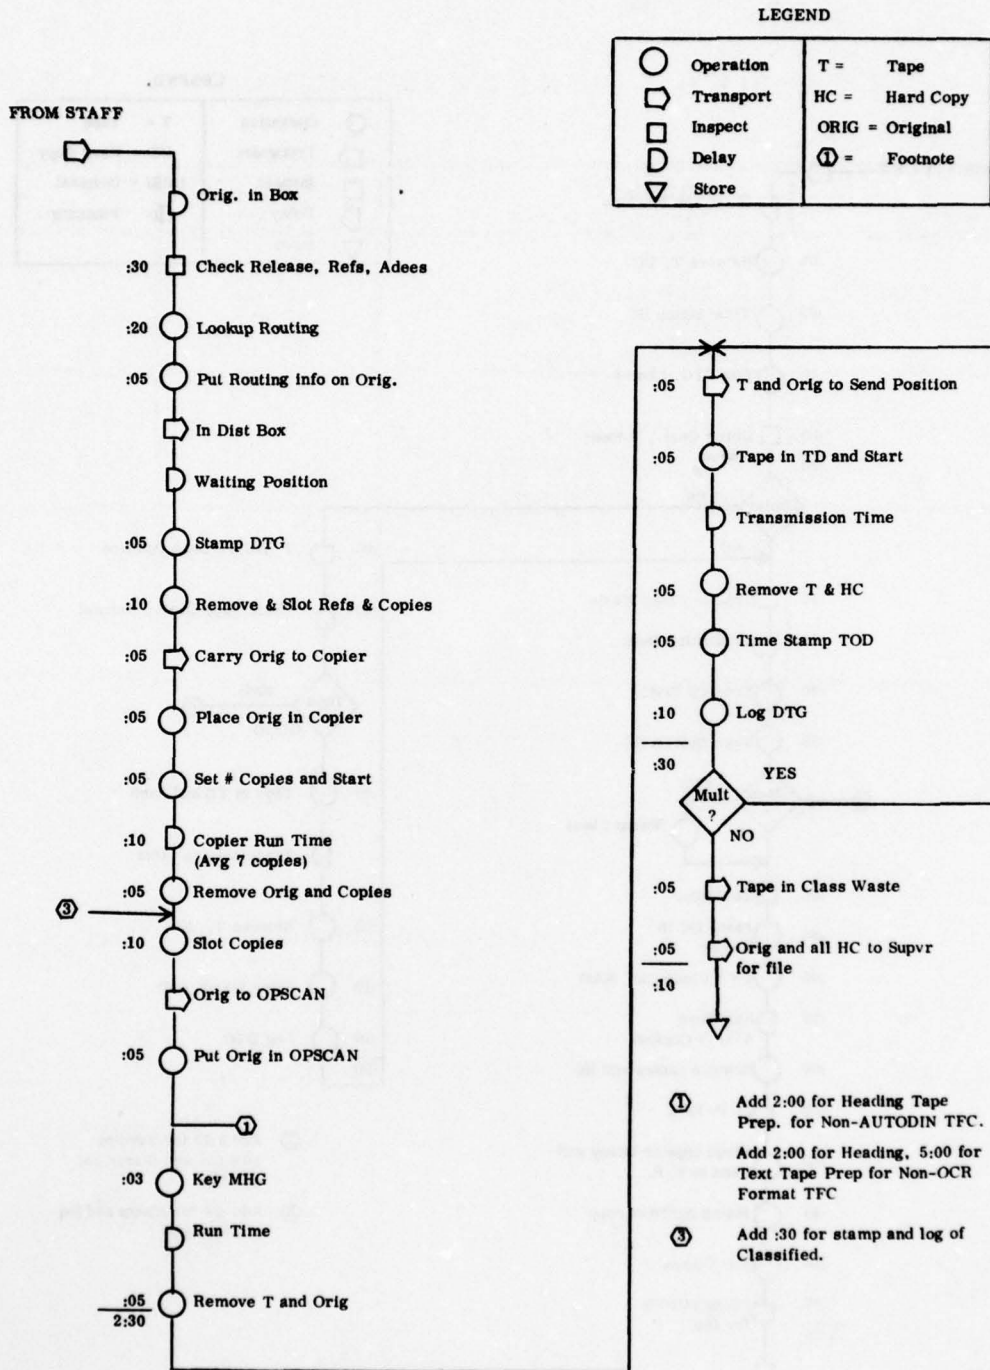 LEGEND
Operation
T = Tape
Transport
HC = Hard Copy
Inspect
ORIG = Original
Delay
① = Footnote
Store
FROM STAFF
Orig. in Box
:30 Check Release, Refs, Adees
:20 Lookup Routing
:05 Put Routing info on Orig.
In Dist Box
Waiting Position
:05 Stamp DTG
:10 Remove & Slot Refs & Copies
:05 Carry Orig to Copier
:05 Place Orig in Copier
:05 Set # Copies and Start
:10 Copier Run Time
(Avg 7 copies)
:05 Remove Orig and Copies
③
:10 Slot Copies
Orig to OPSCAN
:05 Put Orig in OPSCAN
①
:03 Key MHG
Run Time
:05 Remove T and Orig
2:30
:05 T and Orig to Send Position
:05 Tape in TD and Start
Transmission Time
:05 Remove T & HC
:05 Time Stamp TOD
:10 Log DTG
:30
YES
Mult
?
NO
:05 Tape in Class Waste
:05 Orig and all HC to Supvr
for file
:10
① Add 2:00 for Heading Tape
Prep. for Non-AUTODIN TFC.
Add 2:00 for Heading, 5:00 for
Text Tape Prep for Non-OCR
Format TFC
③ Add :30 for stamp and log of
Classified.